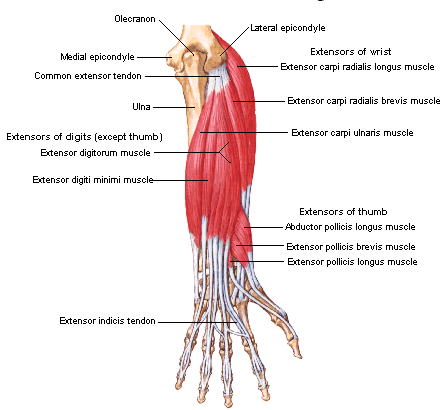 Olecranon
Lateral epicondyle
Medial epicondyle
Extensors of wrist
Extensor carpi radialis longus muscle
Common extensor tendon
Ulna
Extensor carpi radialis brevis muscle
Extensors of digits (except thumb)
Extensor carpi ulnaris muscle
Extensor digitorum muscle
Extensor digiti minimi muscle
Extensors of thumb
Abductor pollicis longus muscle
Extensor pollicis brevis muscle
Extensor pollicis longus muscle
Extensor indicis tendon